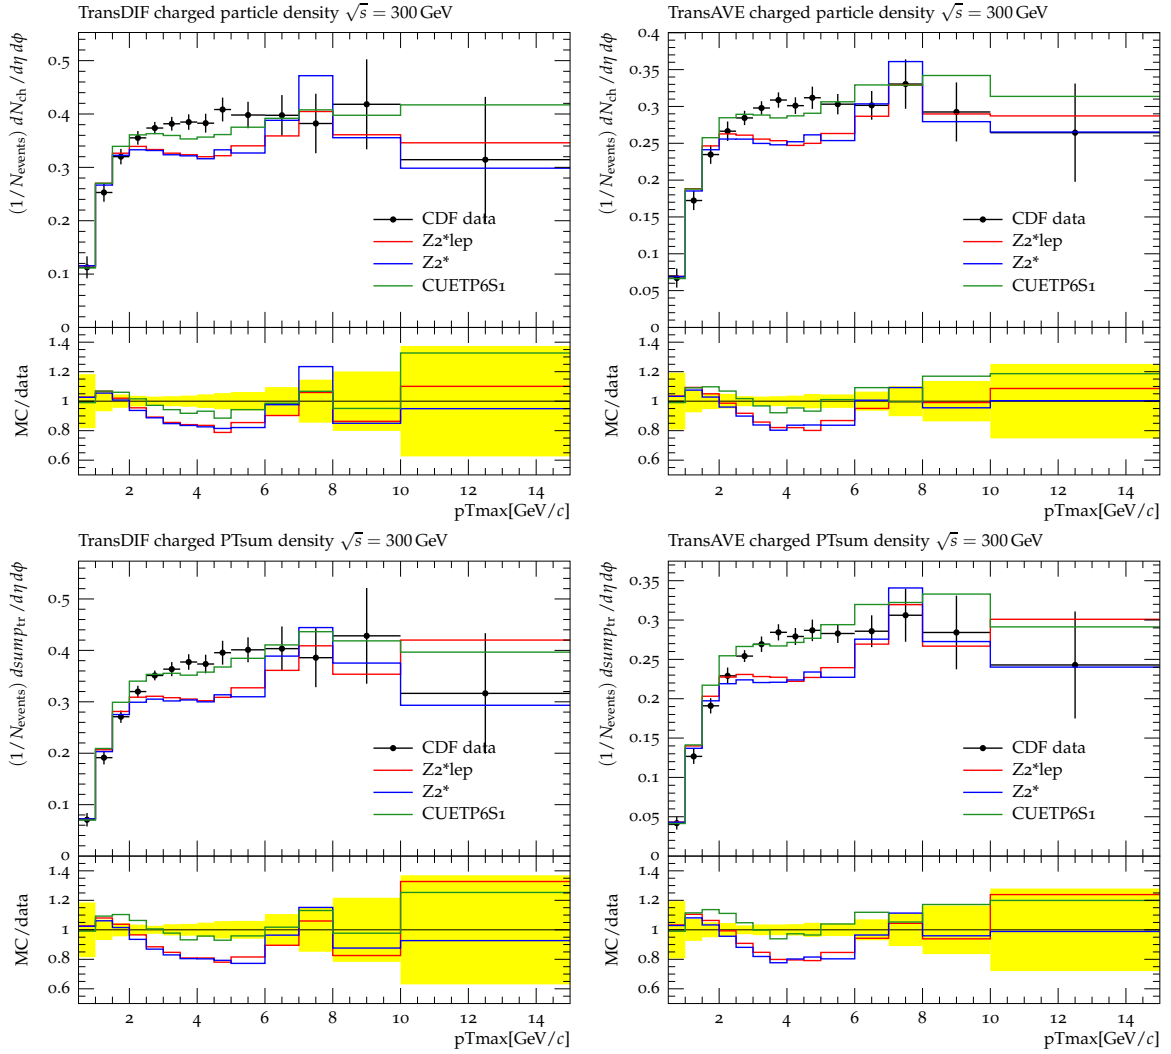 TransDIF charged particle density √s = 300 GeV
(1/N_events) dN_ch/dη dϕ
0.5
0.4
0.3
0.2
0.1
0
CDF data
Z2*lep
Z2*
CUETP6S1
MC/data
1.4
1.2
1
0.8
0.6
2 4 6 8 10 12 14
pTmax[GeV/c]
TransAVE charged particle density √s = 300 GeV
(1/N_events) dN_ch/dη dϕ
0.4
0.35
0.3
0.25
0.2
0.15
0.1
0.05
0
CDF data
Z2*lep
Z2*
CUETP6S1
MC/data
1.4
1.2
1
0.8
0.6
2 4 6 8 10 12 14
pTmax[GeV/c]
TransDIF charged PTsum density √s = 300 GeV
(1/N_events) dsump_tr/dη dϕ
0.5
0.4
0.3
0.2
0.1
0
CDF data
Z2*lep
Z2*
CUETP6S1
MC/data
1.4
1.2
1
0.8
0.6
2 4 6 8 10 12 14
pTmax[GeV/c]
TransAVE charged PTsum density √s = 300 GeV
(1/N_events) dsump_tr/dη dϕ
0.35
0.3
0.25
0.2
0.15
0.1
0.05
0
CDF data
Z2*lep
Z2*
CUETP6S1
MC/data
1.4
1.2
1
0.8
0.6
2 4 6 8 10 12 14
pTmax[GeV/c]